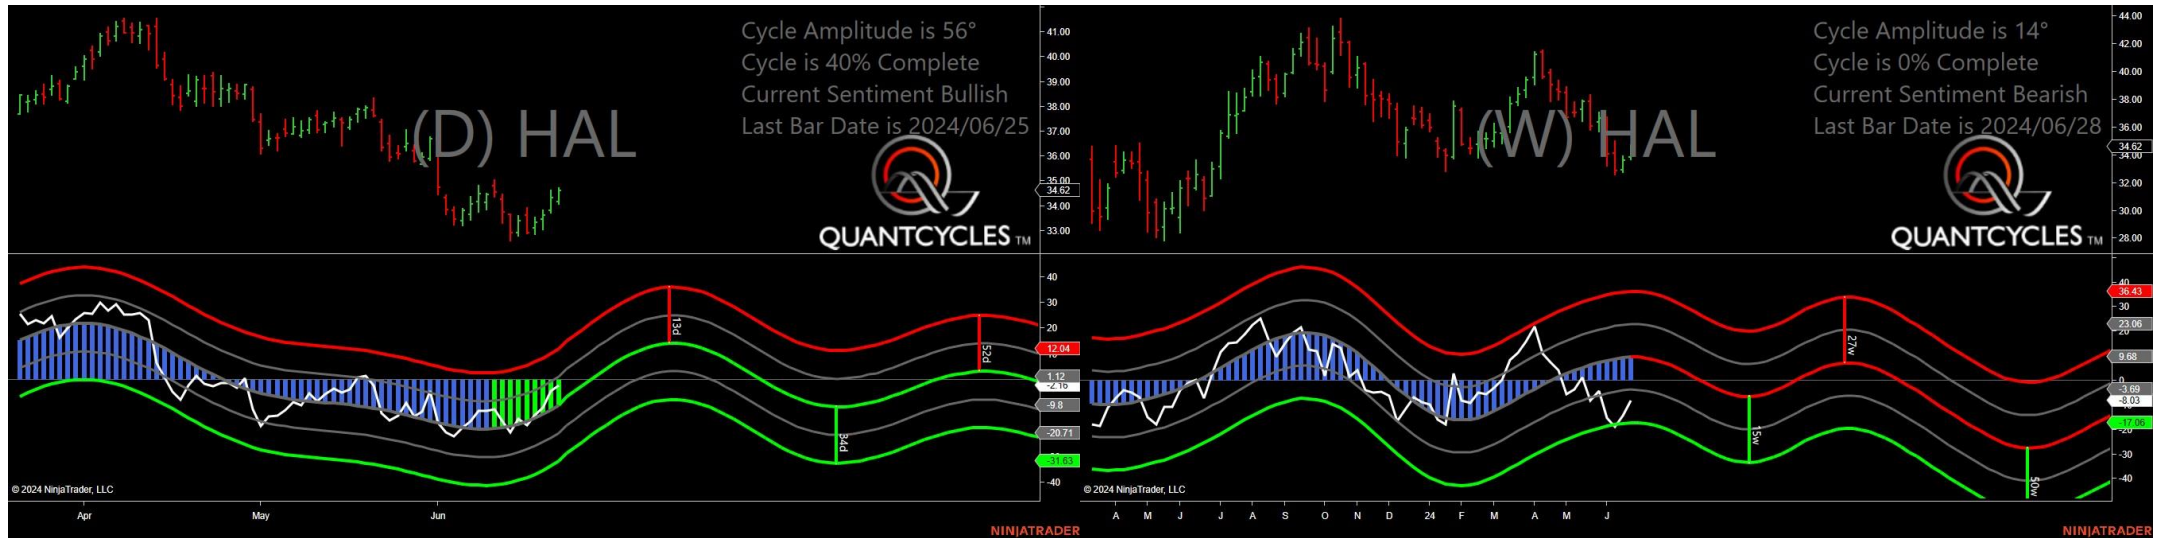 Cycle Amplitude is 56°
Cycle is 40% Complete
Current Sentiment Bullish
Last Bar Date is 2024/06/25
(D) HAL
QUANTCYCLES TM
41.00
40.00
39.00
38.00
37.00
36.00
35.00
34.62
34.00
33.00
40
30
20
12.04
1.12
-2.16
-9.8
-20.71
-31.63
-40
13d
34d
52d
© 2024 NinjaTrader, LLC
Apr May Jun
NINJATRADER
Cycle Amplitude is 14°
Cycle is 0% Complete
Current Sentiment Bearish
Last Bar Date is 2024/06/28
(W) HAL
QUANTCYCLES TM
44.00
42.00
40.00
38.00
36.00
34.62
34.00
32.00
30.00
28.00
36.43
30
23.06
9.68
-3.69
-8.03
-17.06
-30
-40
15w
27w
50w
© 2024 NinjaTrader, LLC
A M J J A S O N D 24 F M A M J
NINJATRADER